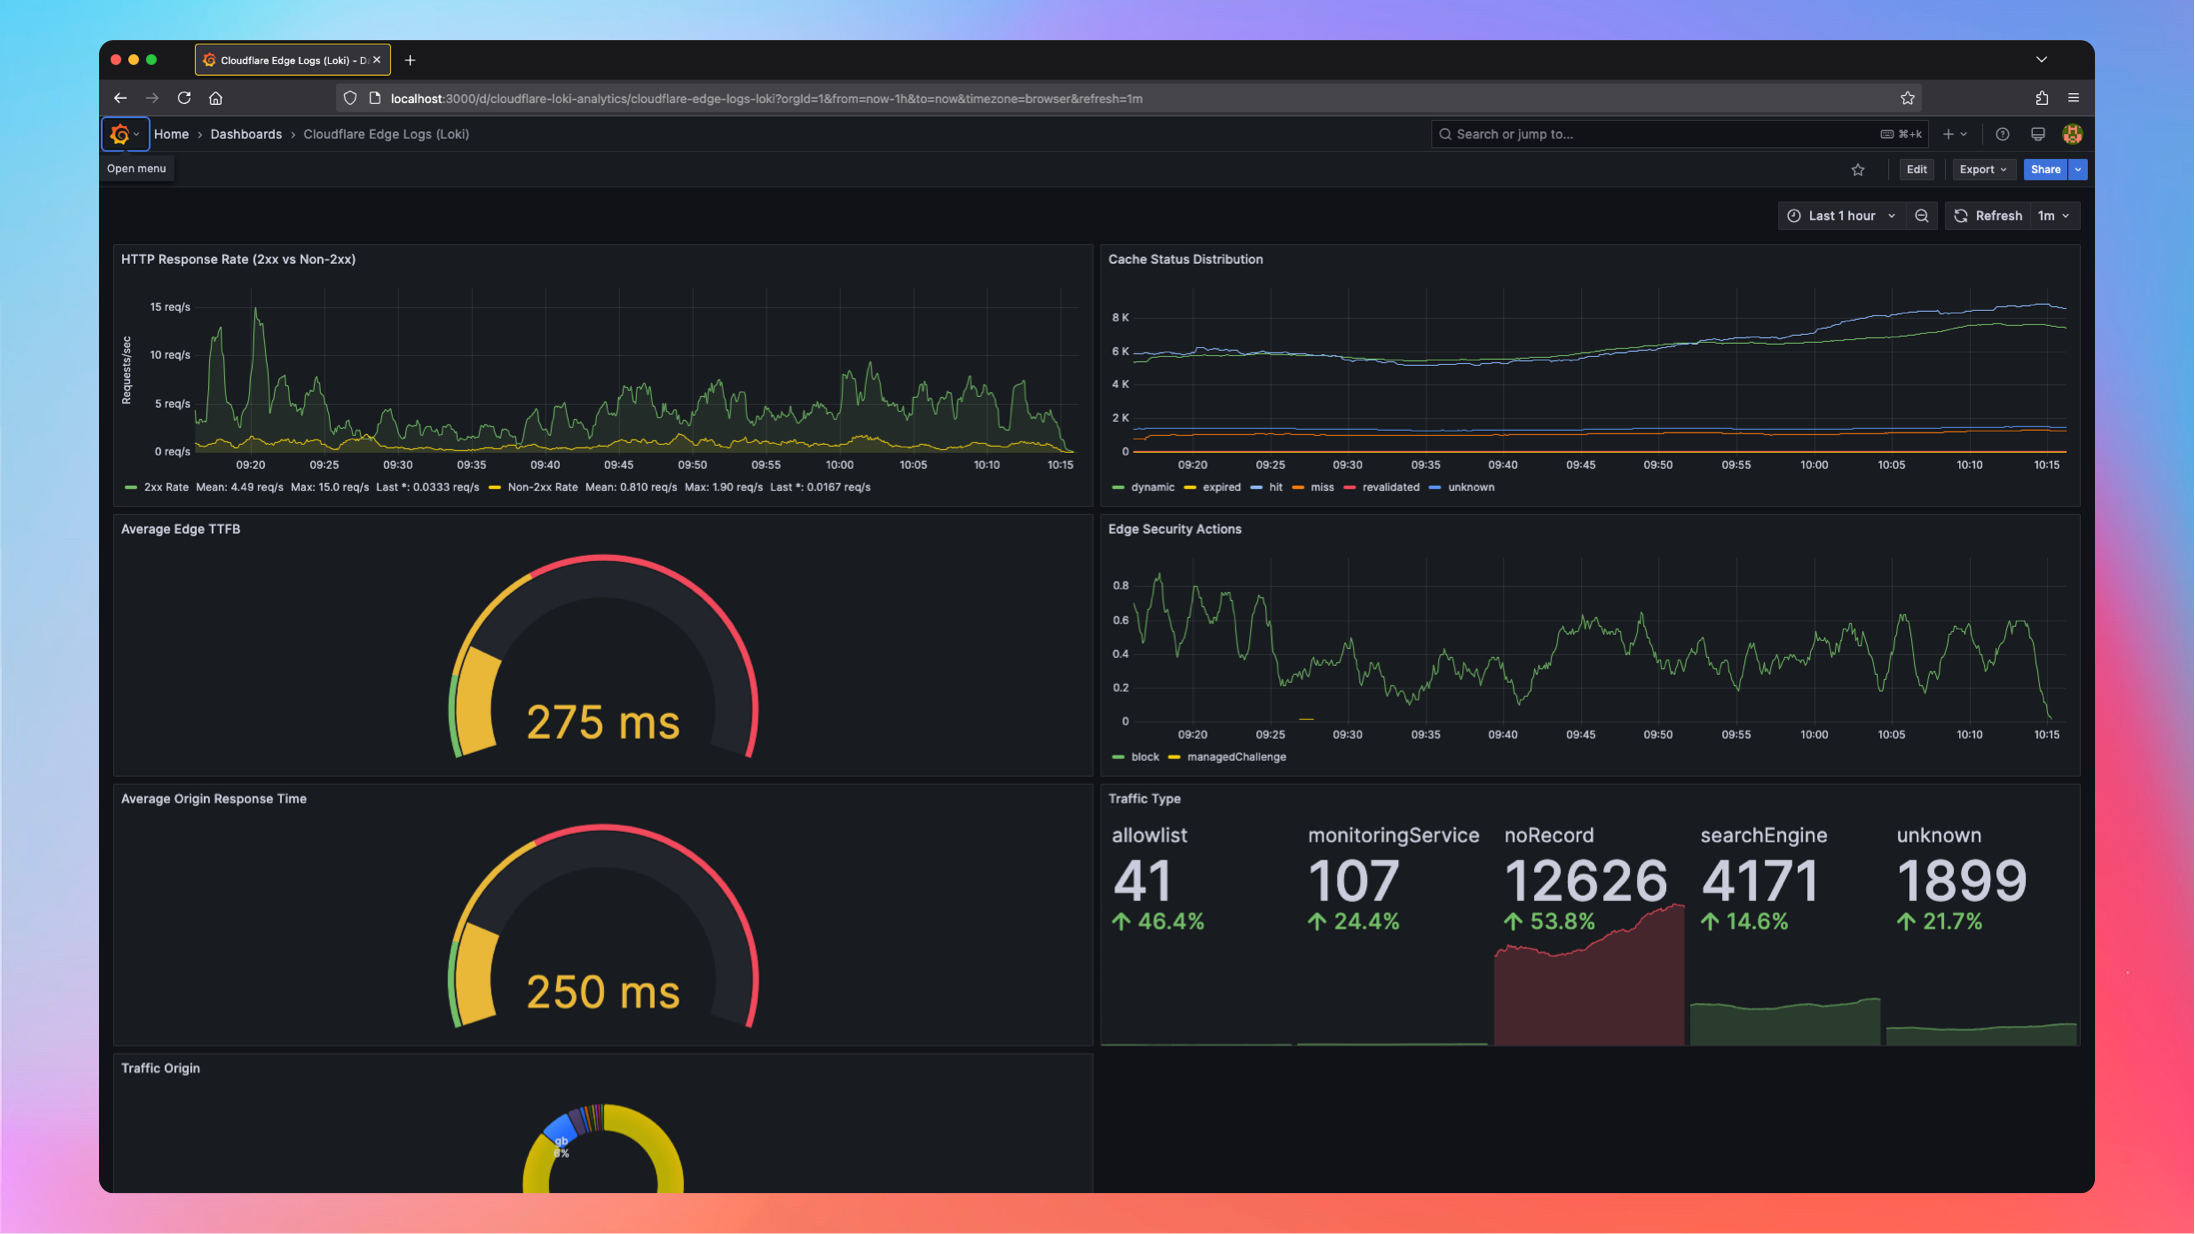 Cloudflare Edge Logs (Loki) - D
localhost:3000/d/cloudflare-loki-analytics/cloudflare-edge-logs-loki?orgId=1&from=now-1h&to=now&timezone=browser&refresh=1m
Home › Dashboards › Cloudflare Edge Logs (Loki)
Search or jump to...
⌘+k
Open menu
Edit
Export
Share
Last 1 hour
Refresh
1m
HTTP Response Rate (2xx vs Non-2xx)
Requests/sec
15 req/s
10 req/s
5 req/s
0 req/s
09:20 09:25 09:30 09:35 09:40 09:45 09:50 09:55 10:00 10:05 10:10 10:15
2xx Rate Mean: 4.49 req/s Max: 15.0 req/s Last *: 0.0333 req/s Non-2xx Rate Mean: 0.810 req/s Max: 1.90 req/s Last *: 0.0167 req/s
Cache Status Distribution
8 K
6 K
4 K
2 K
0
09:20 09:25 09:30 09:35 09:40 09:45 09:50 09:55 10:00 10:05 10:10 10:15
dynamic expired hit miss revalidated unknown
Average Edge TTFB
275 ms
Edge Security Actions
0.8
0.6
0.4
0.2
0
09:20 09:25 09:30 09:35 09:40 09:45 09:50 09:55 10:00 10:05 10:10 10:15
block managedChallenge
Average Origin Response Time
250 ms
Traffic Type
allowlist
41
46.4%
monitoringService
107
24.4%
noRecord
12626
53.8%
searchEngine
4171
14.6%
unknown
1899
21.7%
Traffic Origin
gb
6%